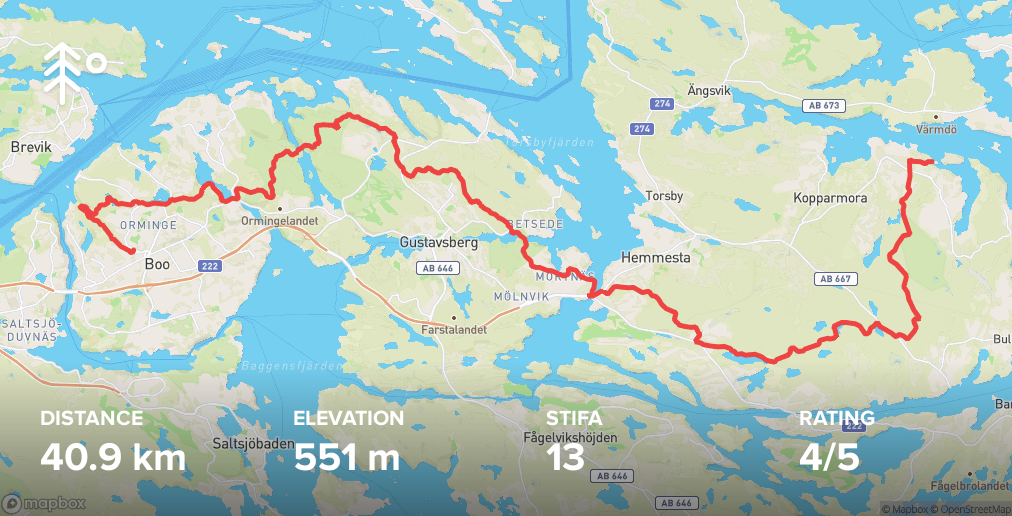 Ängsvik
274
AB 673
274
Värmdö
Torsbyfjärden
Brevik
Torsby
Kopparmora
Ormingelandet
ORMINGE
BETSEDE
Gustavsberg
Hemmesta
Boo
222
AB 646
MÖLNVIK
AB 667
SALTSJÖ-
DUVNÄS
Farstalandet
Bul
Baggensfjärden
Ba
DISTANCE
ELEVATION
STIFA
RATING
222
Saltsjöbaden
Fågelvikshöjden
40.9 km
551 m
13
4/5
AB 646
Fågelbrolandet
AB 646
mapbox
© Mapbox © OpenStreetMap